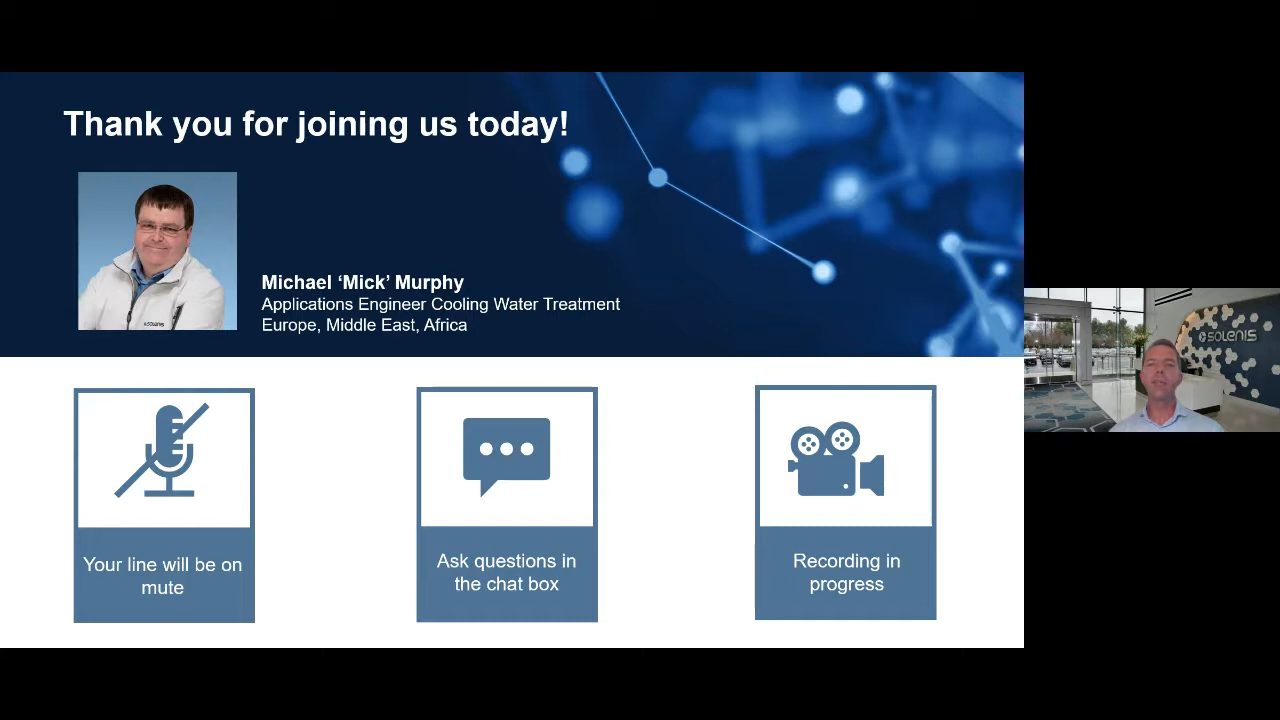 Thank you for joining us today!
SOLENIS
Michael ‘Mick’ Murphy
Applications Engineer Cooling Water Treatment
Europe, Middle East, Africa
SOLENIS
Your line will be on
mute
Ask questions in
the chat box
Recording in
progress